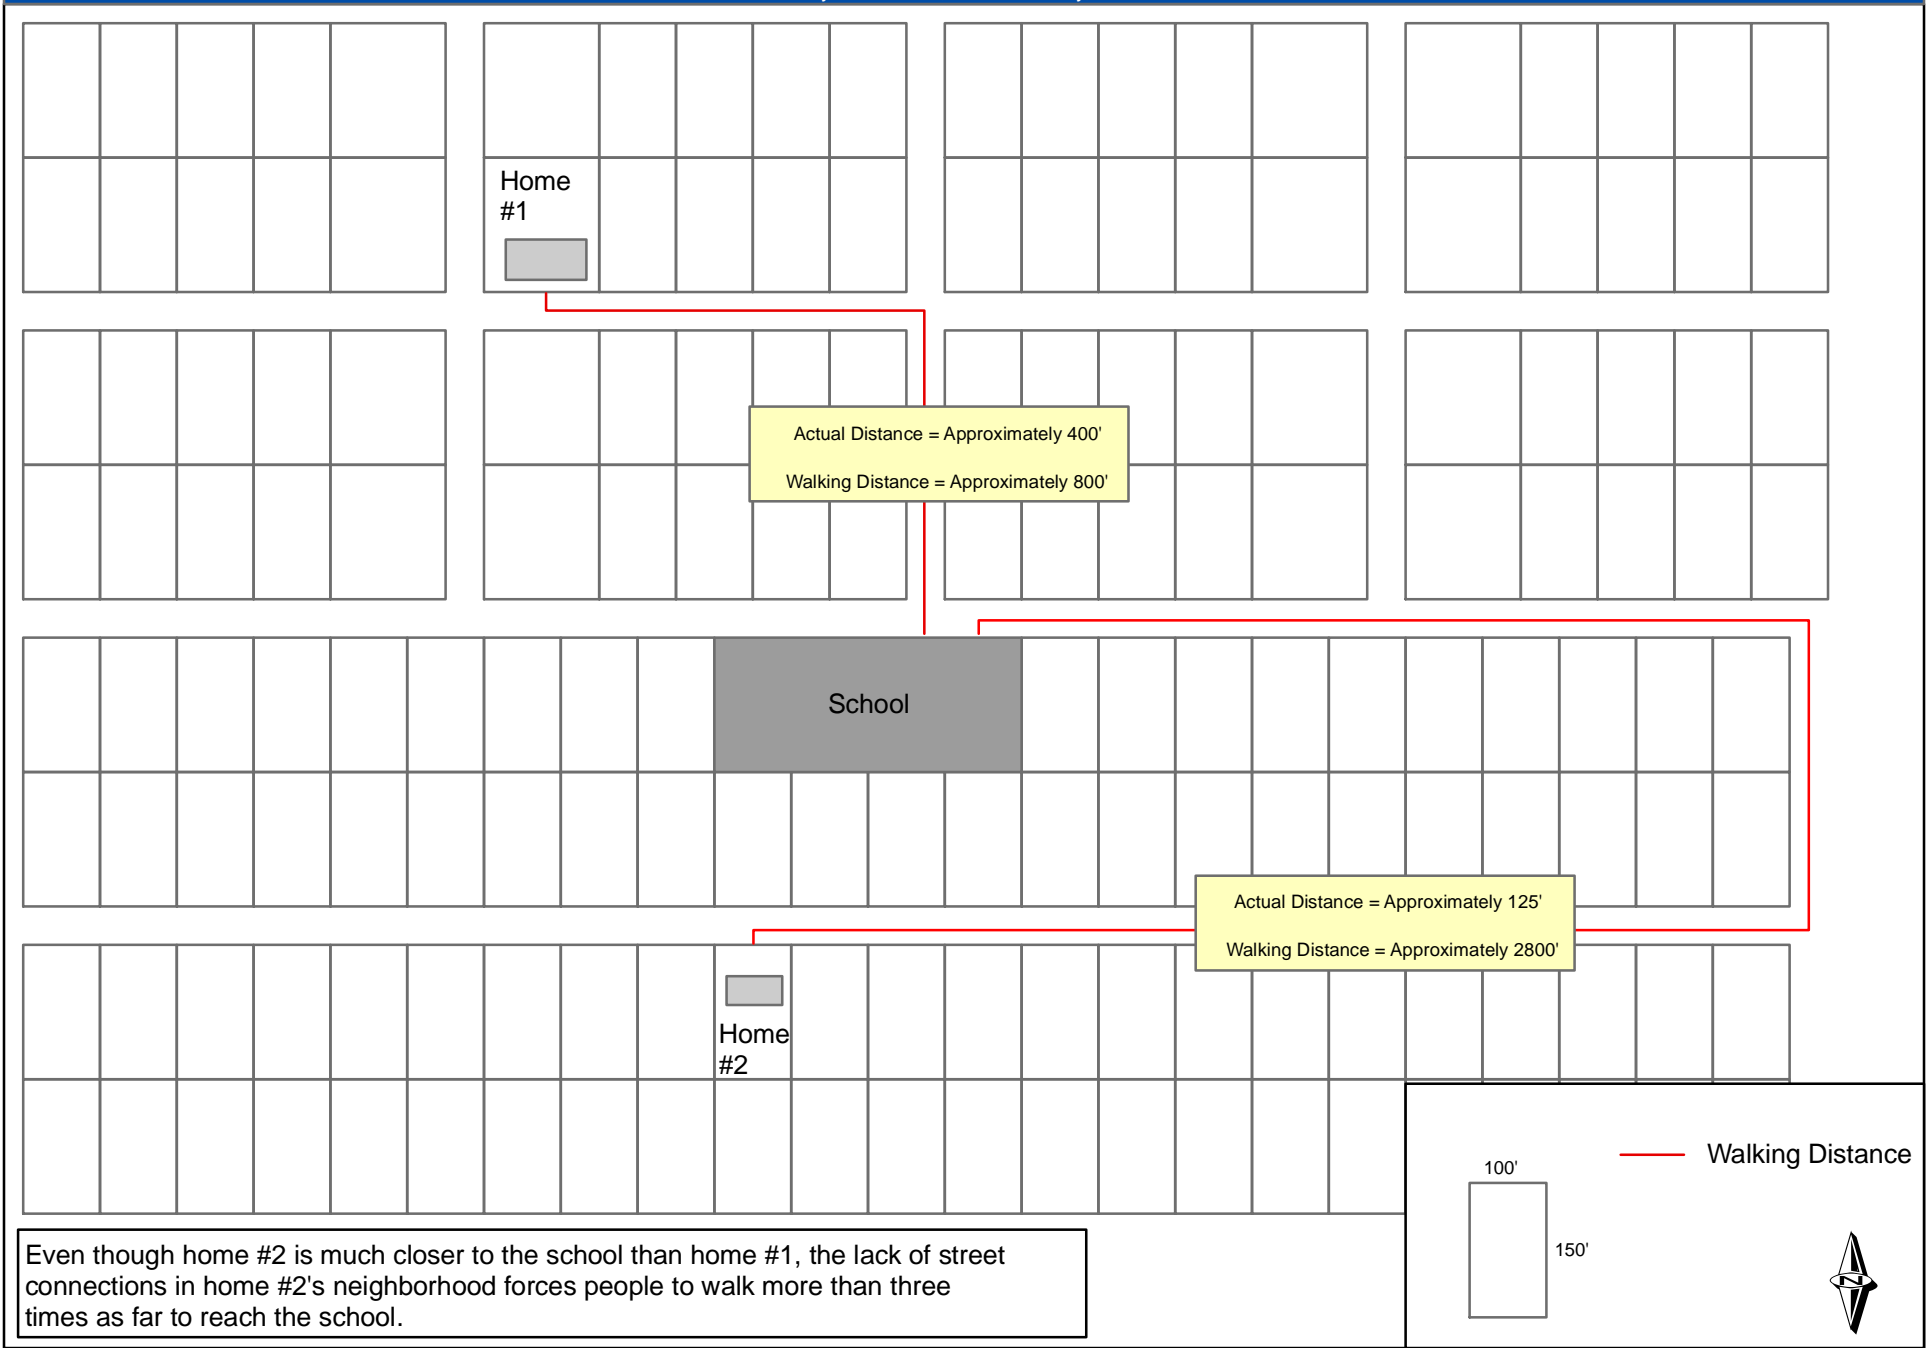 Home
#1
Actual Distance = Approximately 400'
Walking Distance = Approximately 800'
School
Actual Distance = Approximately 125'
Walking Distance = Approximately 2800'
Home
#2
Walking Distance
100'
150'
N
Even though home #2 is much closer to the school than home #1, the lack of street
connections in home #2's neighborhood forces people to walk more than three
times as far to reach the school.